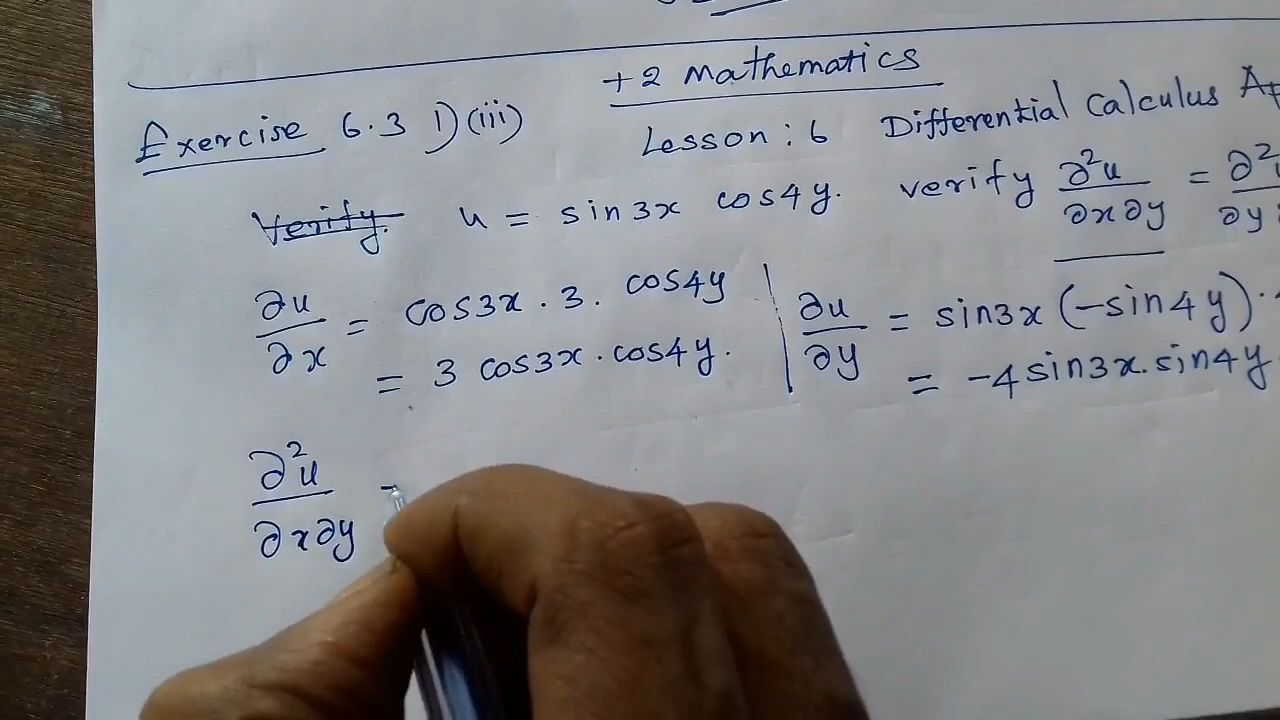 +2 Mathematics
Exercise 6.3 1) (iii)
Lesson : 6 Differential Calculus
Verify u = sin3x cos4y. verify ∂²u/∂x∂y = ∂²u/∂y
∂u/∂x = cos3x . 3 . cos4y | ∂u/∂y = sin3x (-sin4y) .
= 3 cos3x . cos4y. | = -4 sin3x . sin4y
∂²u/∂x∂y